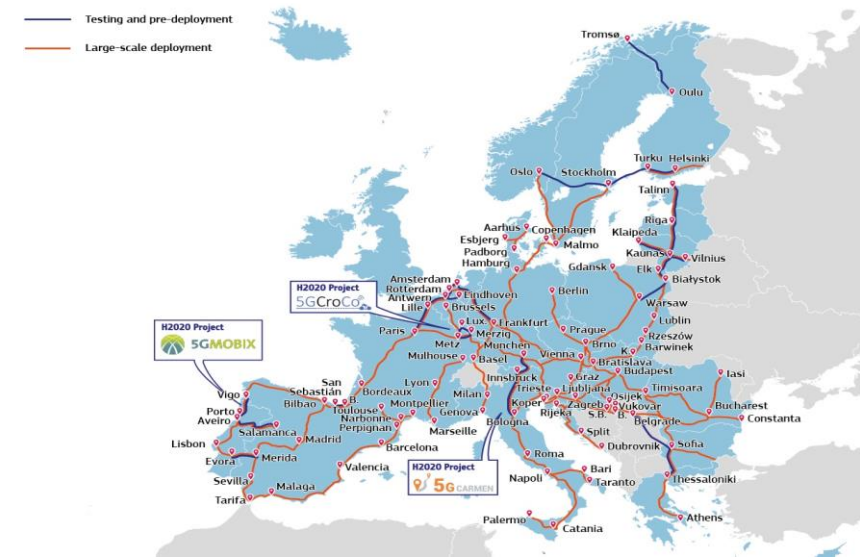 Testing and pre-deployment
Large-scale deployment
Tromsø
Oulu
Turku
Helsinki
Oslo
Stockholm
Talinn
Riga
Aarhus
Copenhagen
Klaipeda
Esbjerg
Malmo
Kaunas
Vilnius
Padborg
Hamburg
Gdansk
Elk
Białystok
H2020 Project
5GCroCo
Amsterdam
Rotterdam
Antwerp
Lille
Eindhoven
Brussels
Berlin
Warsaw
Lublin
H2020 Project
5GMOBIX
Paris
Lux.
Merzig
Frankfurt
Prague
Rzeszów
Metz
Munchen
Brno
Barwinek
Mulhouse
Basel
Vienna
K.
Bratislava
Vigo
San
Sebastián
Bilbao
B.
Bordeaux
Lyon
Innsbruck
Graz
Budapest
Iasi
Porto
Aveiro
Toulouse
Narbonne
Perpignan
Montpellier
Milan
Genova
Trieste
Koper
Ljubljana
Zagreb
Rijeka
Osijek
Vukovar
S.B.
B.
Timisoara
Bucharest
Constanta
Salamanca
Marseille
Bologna
Belgrade
Lisbon
Madrid
Barcelona
Split
Dubrovnik
Sofia
Evora
Merida
Valencia
H2020 Project
5G CARMEN
Roma
Bari
Taranto
Thessaloniki
Sevilla
Malaga
Napoli
Tarifa
Palermo
Catania
Athens